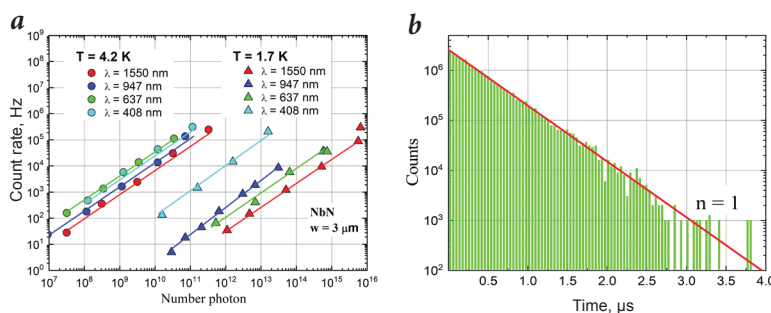 a
T = 4.2 K
λ = 1550 nm
λ = 947 nm
λ = 637 nm
λ = 408 nm
T = 1.7 K
λ = 1550 nm
λ = 947 nm
λ = 637 nm
λ = 408 nm
NbN
w = 3 μm
Count rate, Hz
10⁹
10⁸
10⁷
10⁶
10⁵
10⁴
10³
10²
10¹
10⁰
10⁷ 10⁸ 10⁹ 10¹⁰ 10¹¹ 10¹² 10¹³ 10¹⁴ 10¹⁵ 10¹⁶
Number photon
b
Counts
10⁶
10⁵
10⁴
10³
10²
n = 1
0.5 1.0 1.5 2.0 2.5 3.0 3.5 4.0
Time, μs